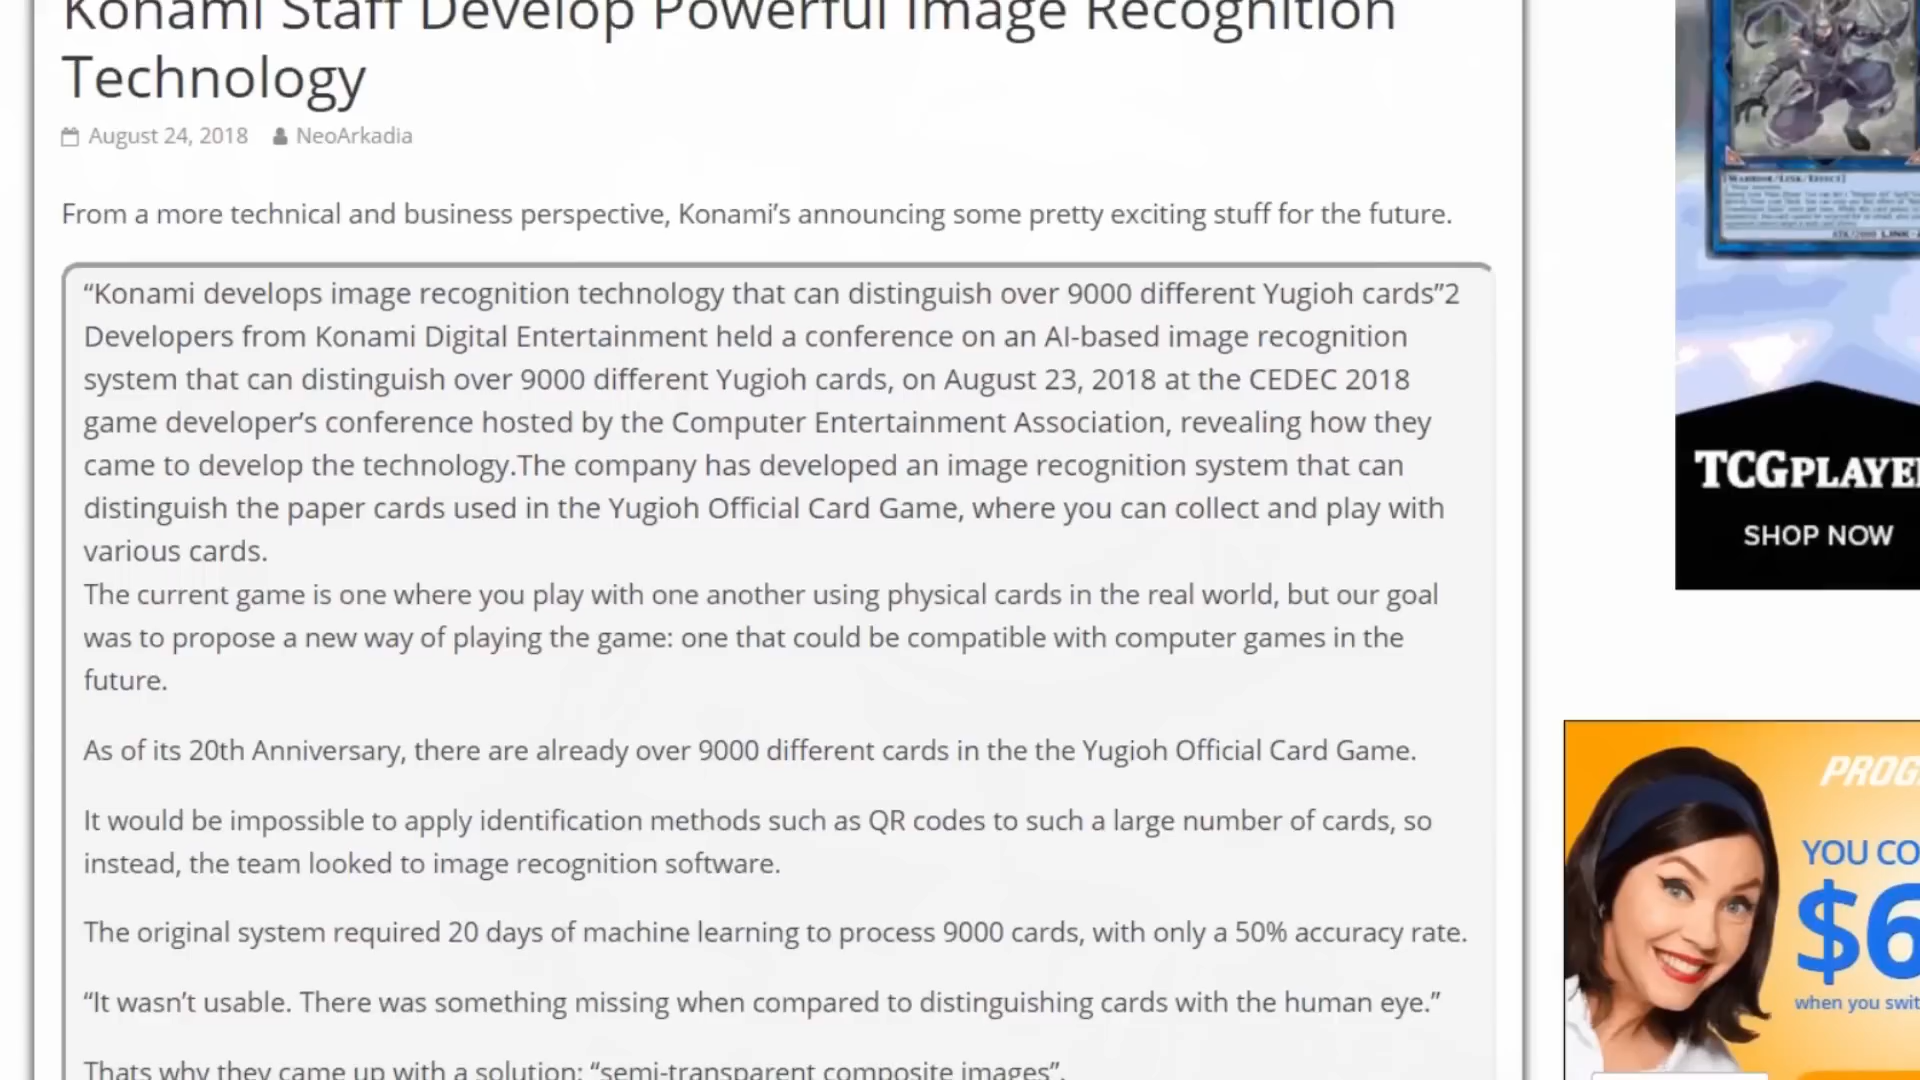 Konami Staff Develop Powerful Image Recognition
Technology
August 24, 2018 NeoArkadia
From a more technical and business perspective, Konami’s announcing some pretty exciting stuff for the future.
“Konami develops image recognition technology that can distinguish over 9000 different Yugioh cards”2
Developers from Konami Digital Entertainment held a conference on an AI-based image recognition
system that can distinguish over 9000 different Yugioh cards, on August 23, 2018 at the CEDEC 2018
game developer’s conference hosted by the Computer Entertainment Association, revealing how they
came to develop the technology.The company has developed an image recognition system that can
distinguish the paper cards used in the Yugioh Official Card Game, where you can collect and play with
various cards.
The current game is one where you play with one another using physical cards in the real world, but our goal
was to propose a new way of playing the game: one that could be compatible with computer games in the
future.
As of its 20th Anniversary, there are already over 9000 different cards in the the Yugioh Official Card Game.
It would be impossible to apply identification methods such as QR codes to such a large number of cards, so
instead, the team looked to image recognition software.
The original system required 20 days of machine learning to process 9000 cards, with only a 50% accuracy rate.
“It wasn’t usable. There was something missing when compared to distinguishing cards with the human eye.”
Thats why they came up with a solution: “semi-transparent composite images”.
[WARRIOR/LINK/EFFECT]
TCGPLAYE
SHOP NOW
PROG
YOU CO
$6
when you swit